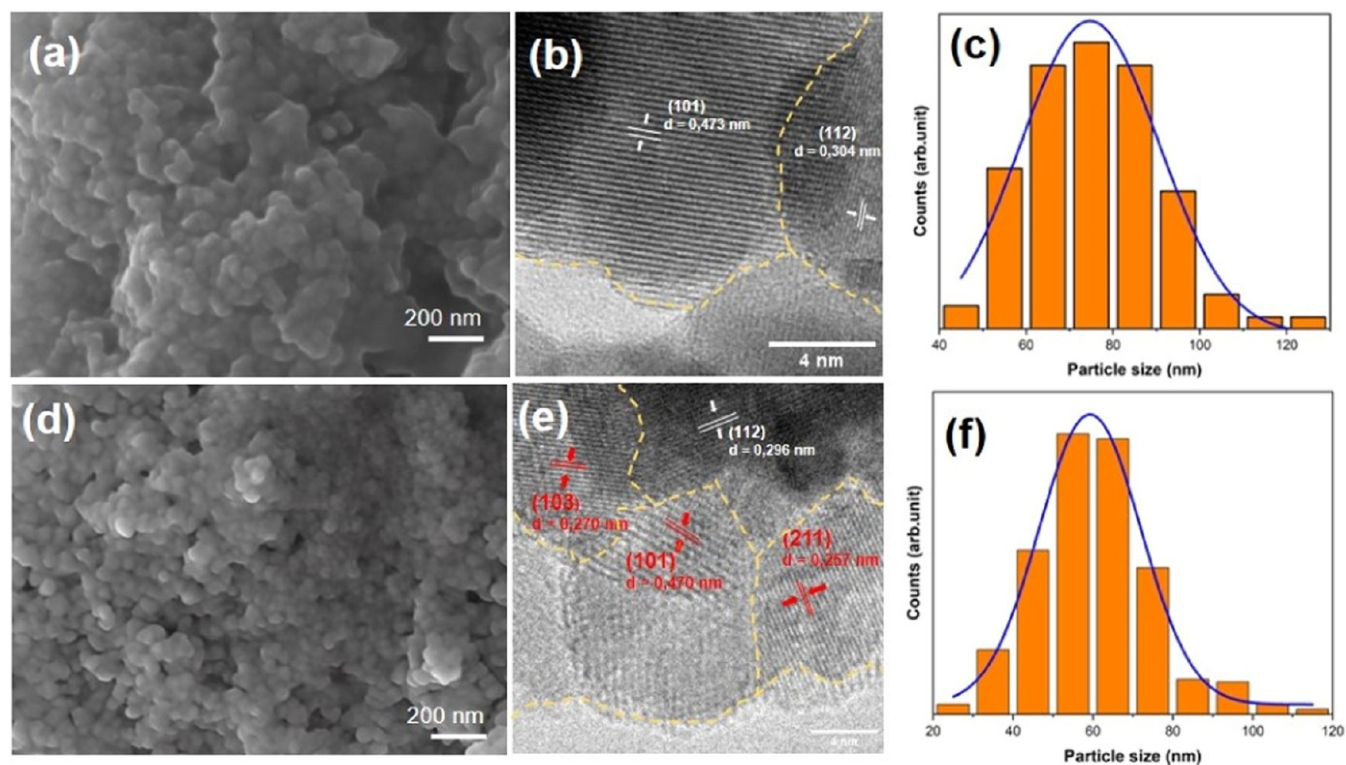 (a)
200 nm
(b)
(101)
d = 0,473 nm
(112)
d = 0,304 nm
4 nm
(c)
Counts (arb.unit)
40 60 80 100 120
Particle size (nm)
(d)
200 nm
(e)
(112)
d = 0,296 nm
(103)
d = 0,270 nm
(101)
d = 0,470 nm
(211)
d = 0,257 nm
4 nm
(f)
Counts (arb.unit)
20 40 60 80 100 120
Particle size (nm)